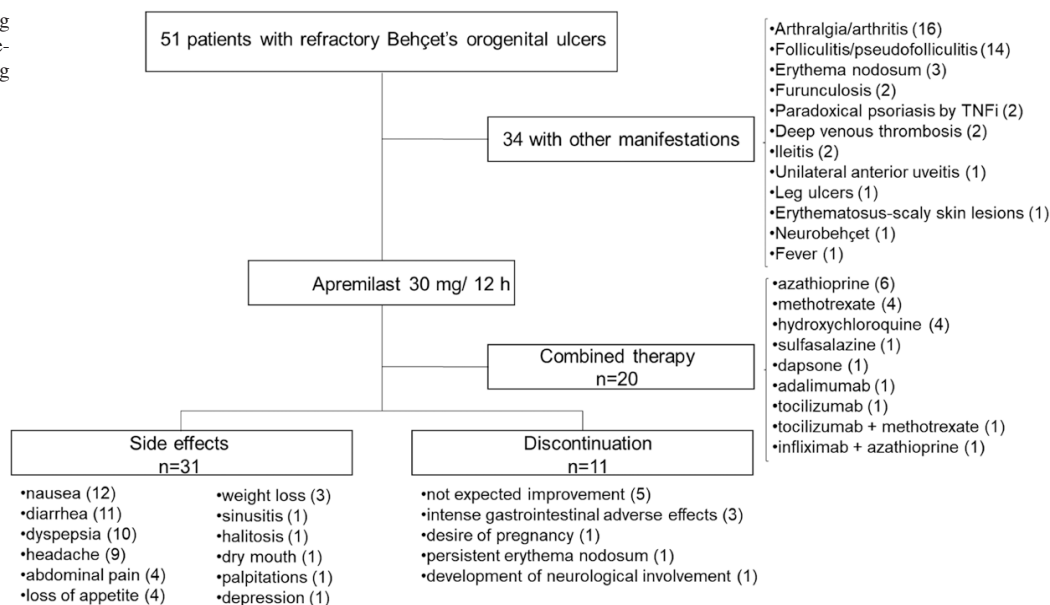 51 patients with refractory Behçet's orogenital ulcers
34 with other manifestations
•Arthralgia/arthritis (16)
•Folliculitis/pseudofolliculitis (14)
•Erythema nodosum (3)
•Furunculosis (2)
•Paradoxical psoriasis by TNFi (2)
•Deep venous thrombosis (2)
•Ileitis (2)
•Unilateral anterior uveitis (1)
•Leg ulcers (1)
•Erythematosus-scaly skin lesions (1)
•Neurobehçet (1)
•Fever (1)
Apremilast 30 mg/ 12 h
Combined therapy
n=20
•azathioprine (6)
•methotrexate (4)
•hydroxychloroquine (4)
•sulfasalazine (1)
•dapsone (1)
•adalimumab (1)
•tocilizumab (1)
•tocilizumab + methotrexate (1)
•infliximab + azathioprine (1)
Side effects
n=31
•nausea (12)
•diarrhea (11)
•dyspepsia (10)
•headache (9)
•abdominal pain (4)
•loss of appetite (4)
•weight loss (3)
•sinusitis (1)
•halitosis (1)
•dry mouth (1)
•palpitations (1)
•depression (1)
Discontinuation
n=11
•not expected improvement (5)
•intense gastrointestinal adverse effects (3)
•desire of pregnancy (1)
•persistent erythema nodosum (1)
•development of neurological involvement (1)